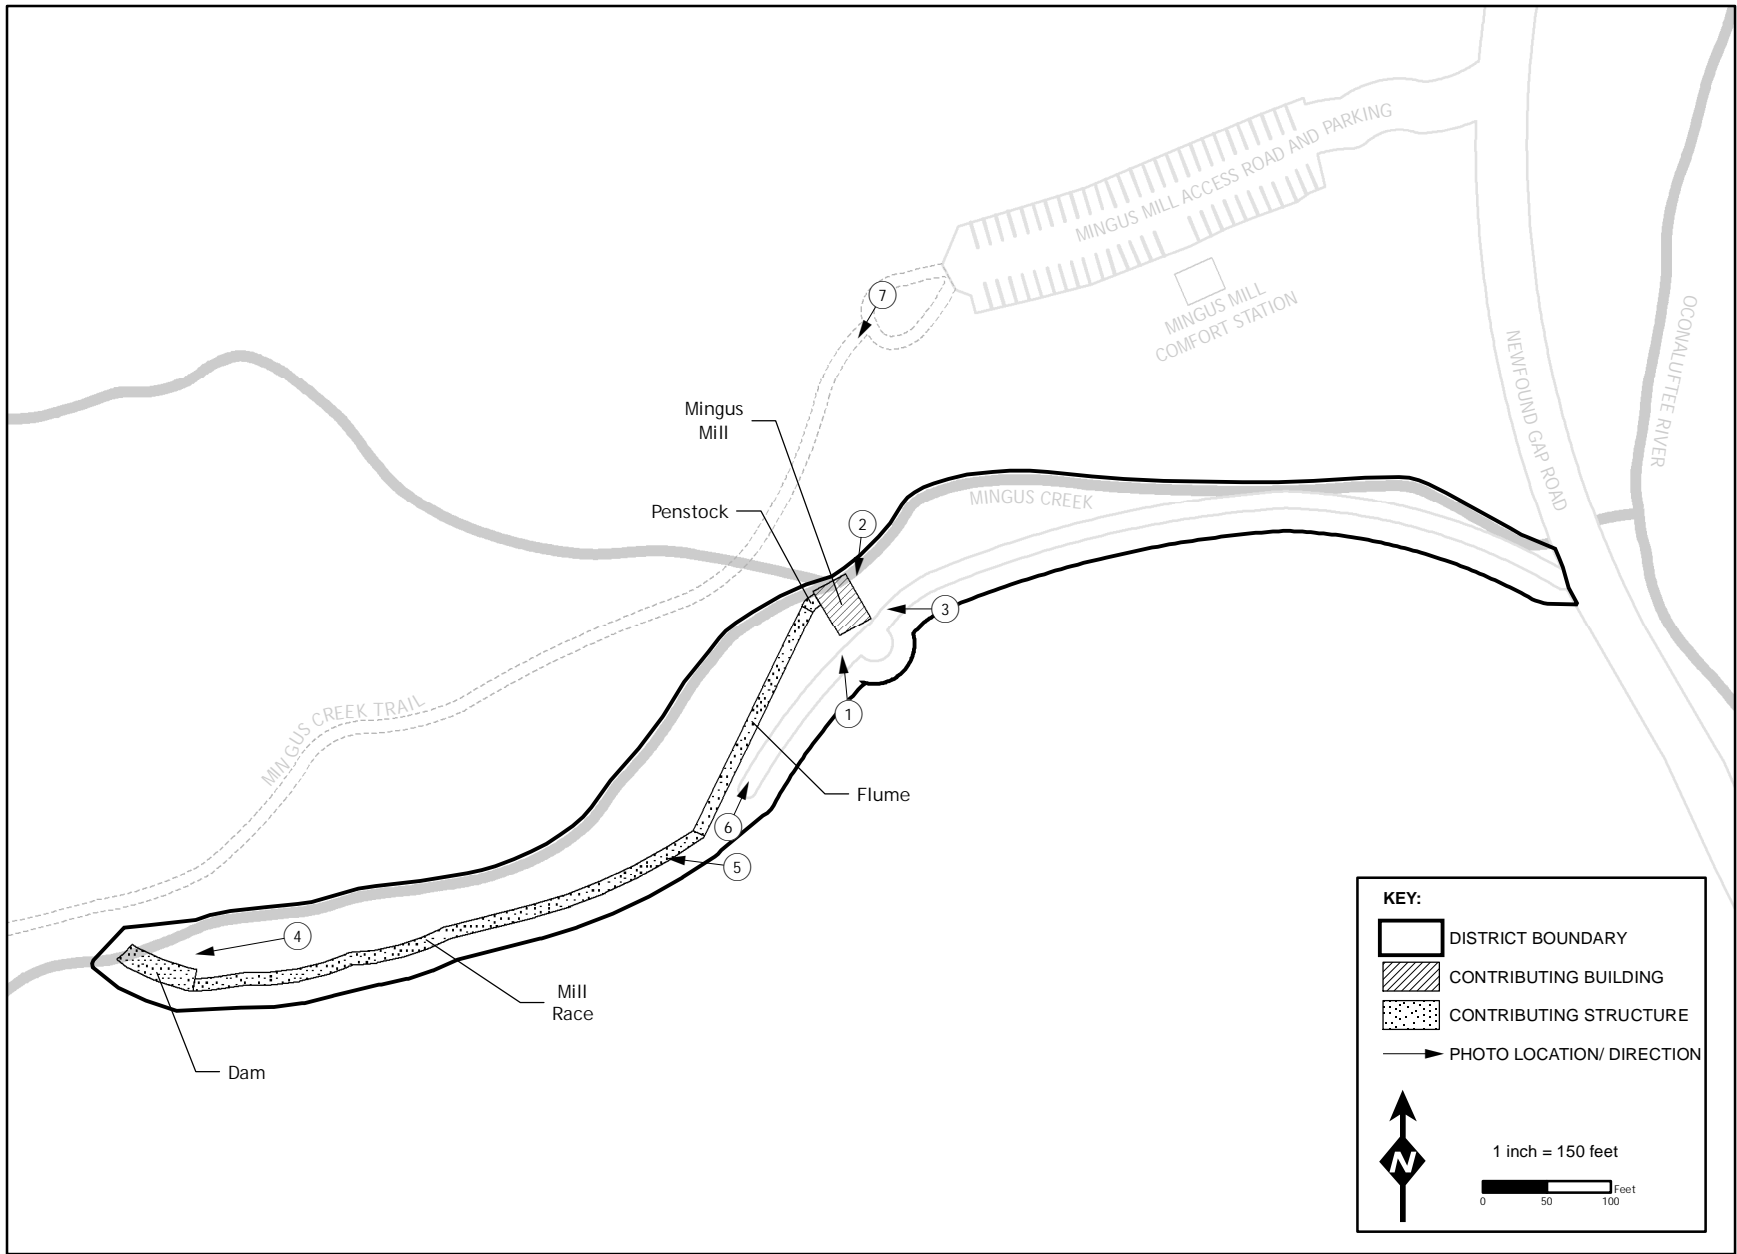 MINGUS MILL ACCESS ROAD AND PARKING
7
MINGUS MILL
COMFORT STATION
OCONALUFTEE RIVER
NEWFOUND GAP ROAD
Mingus
Mill
MINGUS CREEK
Penstock
2
3
MINGUS CREEK TRAIL
1
Flume
6
5
4
Mill
Race
Dam
KEY:
DISTRICT BOUNDARY
CONTRIBUTING BUILDING
CONTRIBUTING STRUCTURE
PHOTO LOCATION/ DIRECTION
N
1 inch = 150 feet
Feet
0 50 100